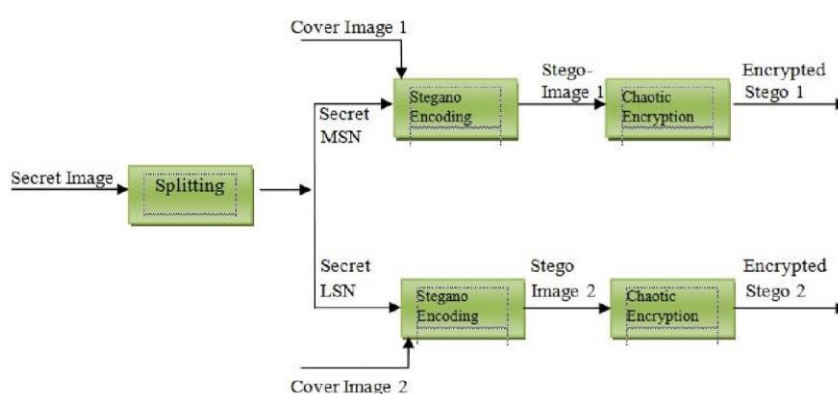 Cover Image 1
Stego-
Image 1
Encrypted
Stego 1
Stegano
Encoding
Chaotic
Encryption
Secret
MSN
Secret Image
Splitting
Secret
LSN
Stego
Image 2
Encrypted
Stego 2
Stegano
Encoding
Chaotic
Encryption
Cover Image 2